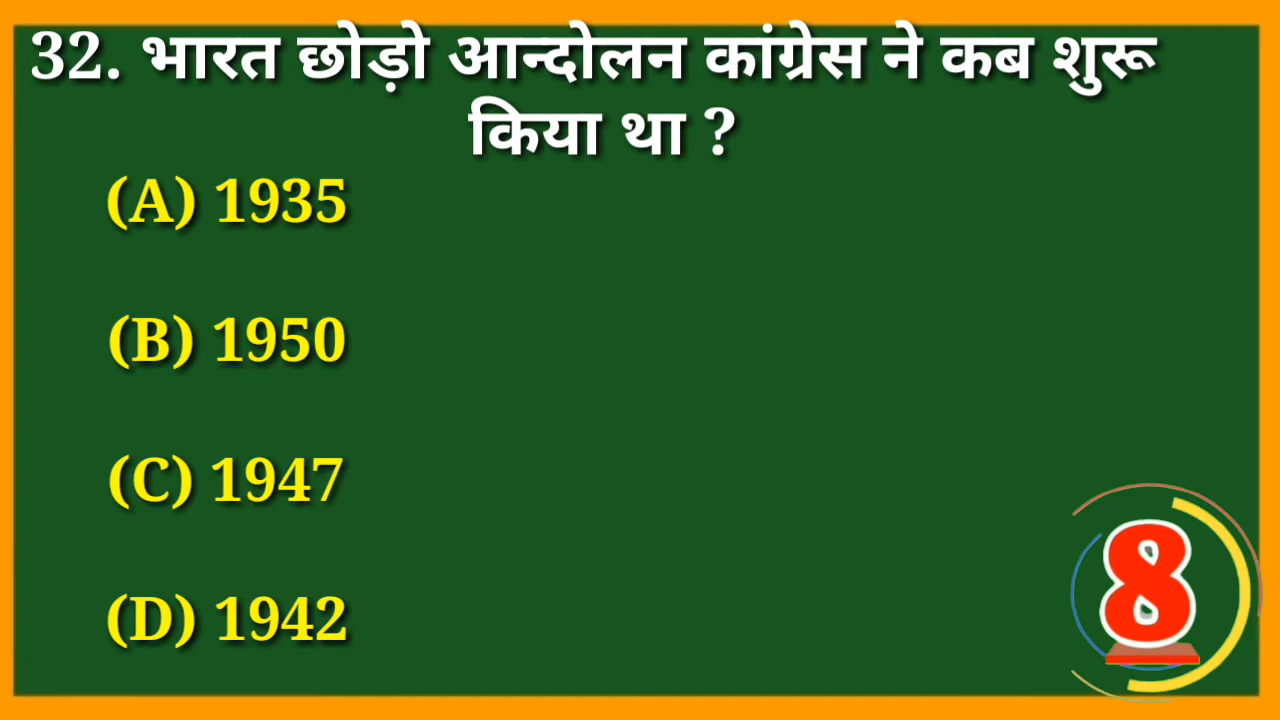 32. भारत छोड़ो आन्दोलन कांग्रेस ने कब शुरू
किया था ?
(A) 1935
(B) 1950
(C) 1947
(D) 1942
8